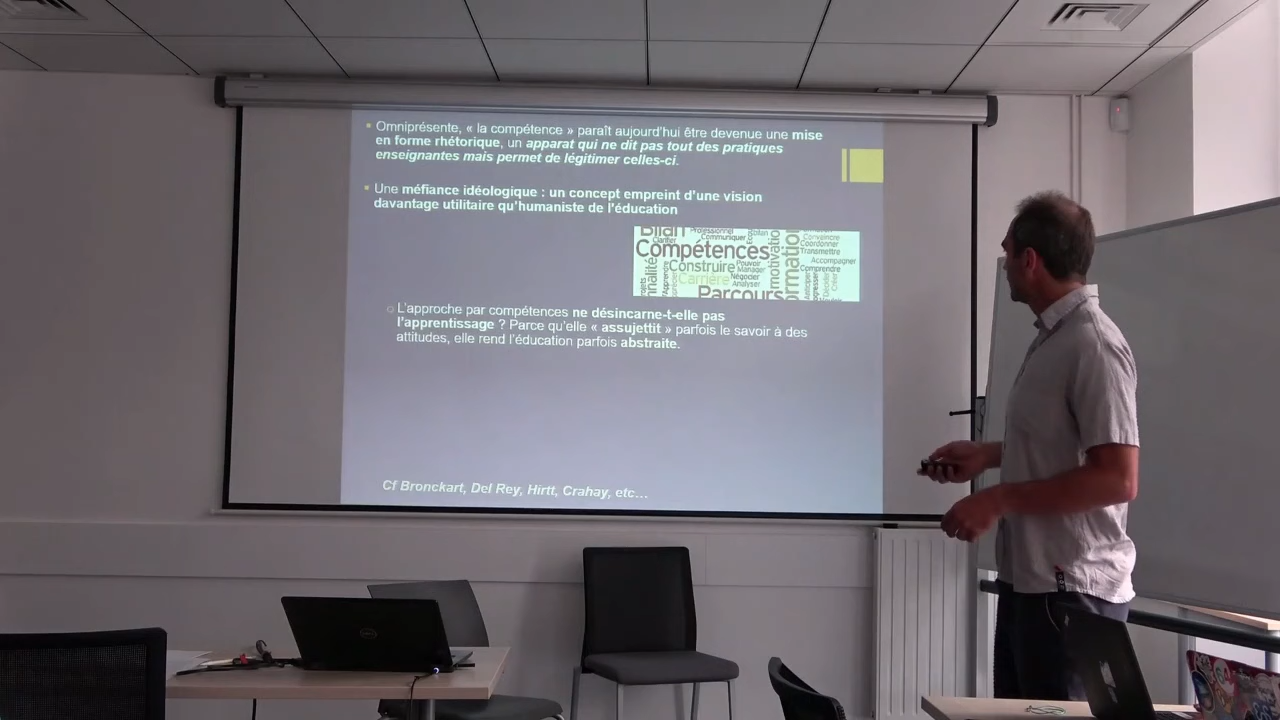 Omniprésente, « la compétence » paraît aujourd'hui être devenue une mise
en forme rhétorique, un apparat qui ne dit pas tout des pratiques
enseignantes mais permet de légitimer celles-ci.
Une méfiance idéologique : un concept empreint d'une vision
davantage utilitaire qu'humaniste de l'éducation
Bilan
Professionnel
Clarifier
Communiquer
Compétences
Construire
Carrière
Parcours
Pouvoir
Manager
Négocier
Analyser
motivation
formation
Convaincre
Coordonner
Transmettre
Accompagner
Comprendre
L'approche par compétences ne désincarne-t-elle pas
l'apprentissage ? Parce qu'elle « assujettit » parfois le savoir à des
attitudes, elle rend l'éducation parfois abstraite.
Cf Bronckart, Del Rey, Hirtt, Crahay, etc…
DELL